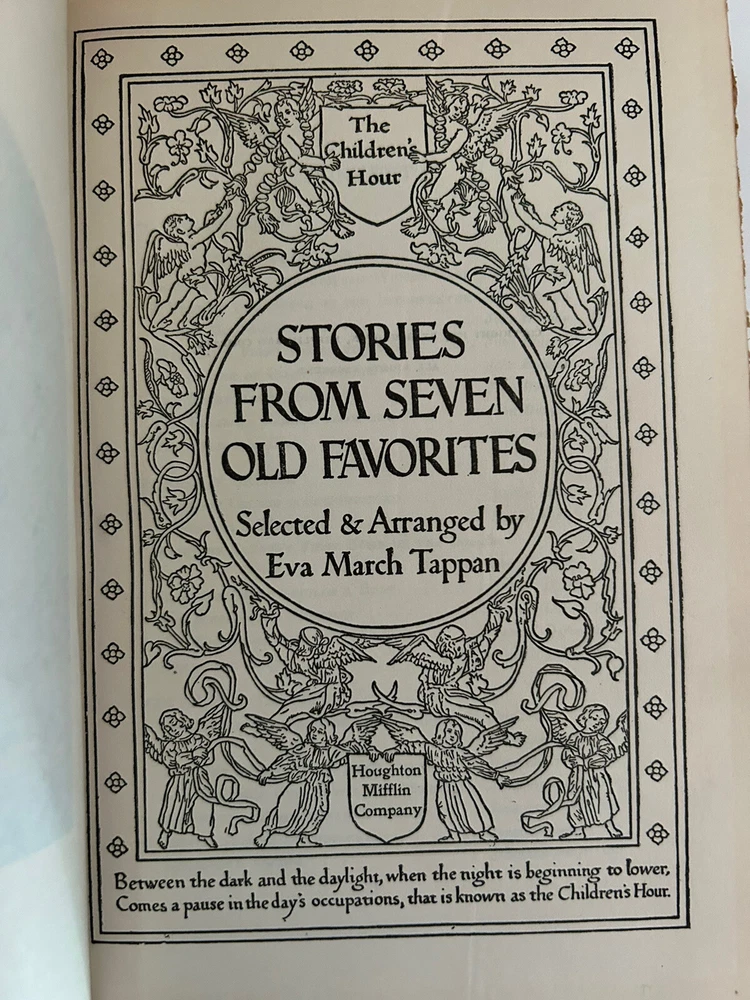 The
Children's
Hour
STORIES
FROM SEVEN
OLD FAVORITES
Selected & Arranged by
Eva March Tappan
Houghton
Mifflin
Company
Between the dark and the daylight, when the night is beginning to lower,
Comes a pause in the day's occupations, that is known as the Children's Hour.